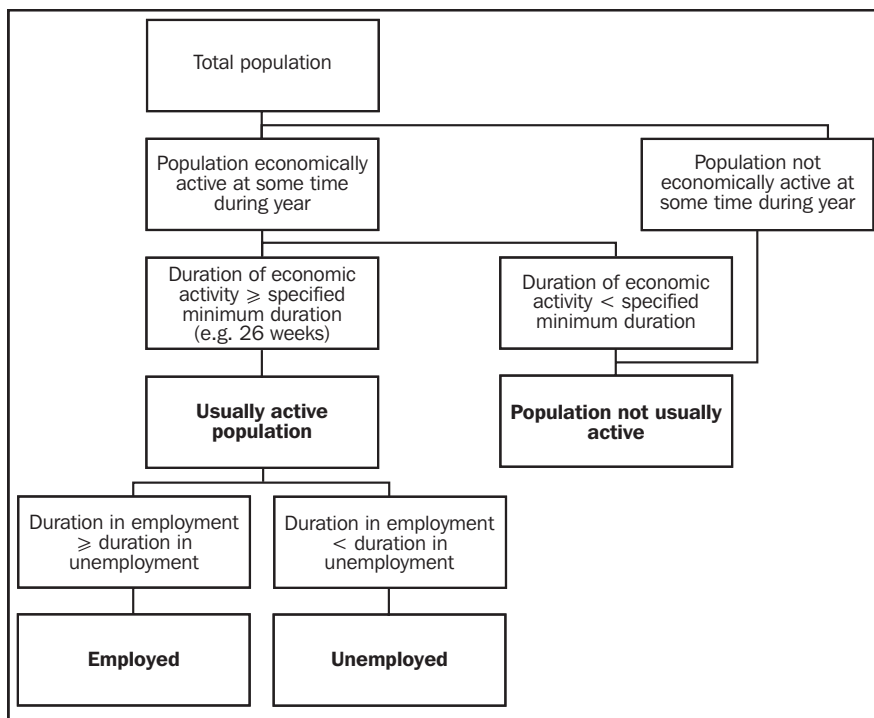 Total population
Population economically
active at some time
during year
Population not
economically active at
some time during year
Duration of economic
activity ⩾ specified
minimum duration
(e.g. 26 weeks)
Duration of economic
activity < specified
minimum duration
Usually active
population
Population not usually
active
Duration in employment
⩾ duration in
unemployment
Duration in employment
< duration in
unemployment
Employed
Unemployed